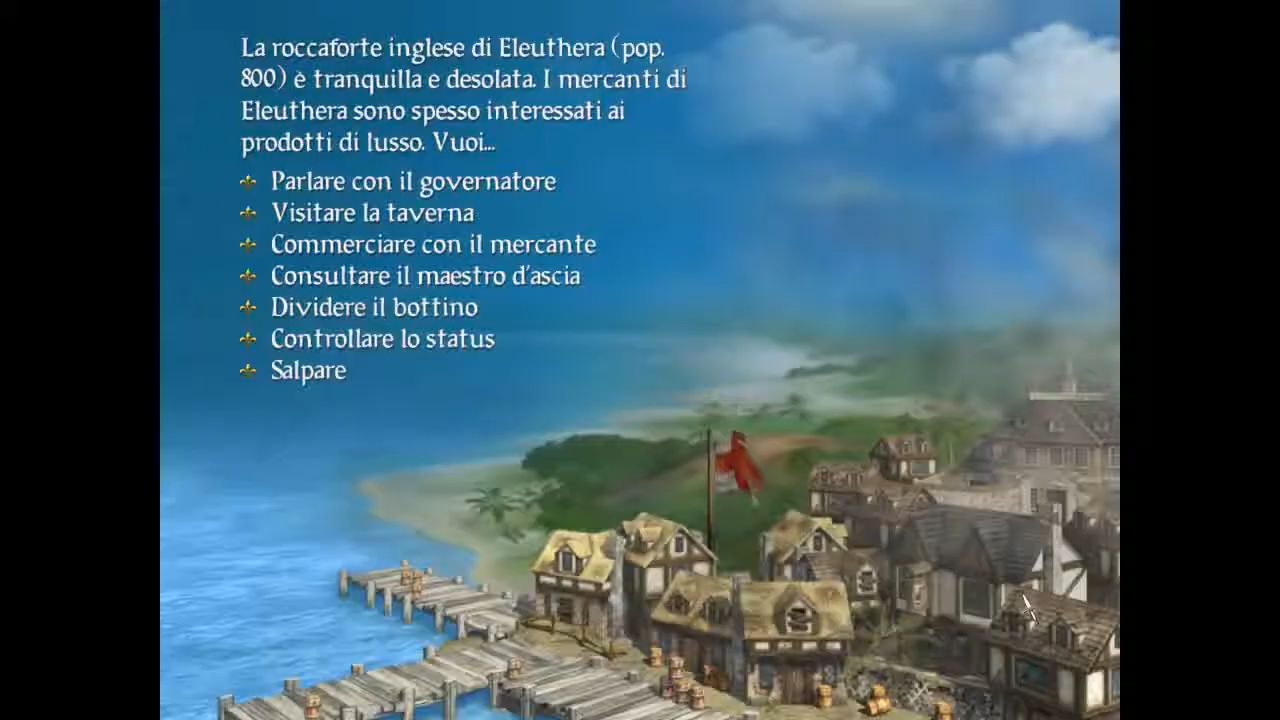 La roccaforte inglese di Eleuthera (pop.
800) è tranquilla e desolata. I mercanti di
Eleuthera sono spesso interessati ai
prodotti di lusso. Vuoi...
Parlare con il governatore
Visitare la taverna
Commerciare con il mercante
Consultare il maestro d'ascia
Dividere il bottino
Controllare lo status
Salpare